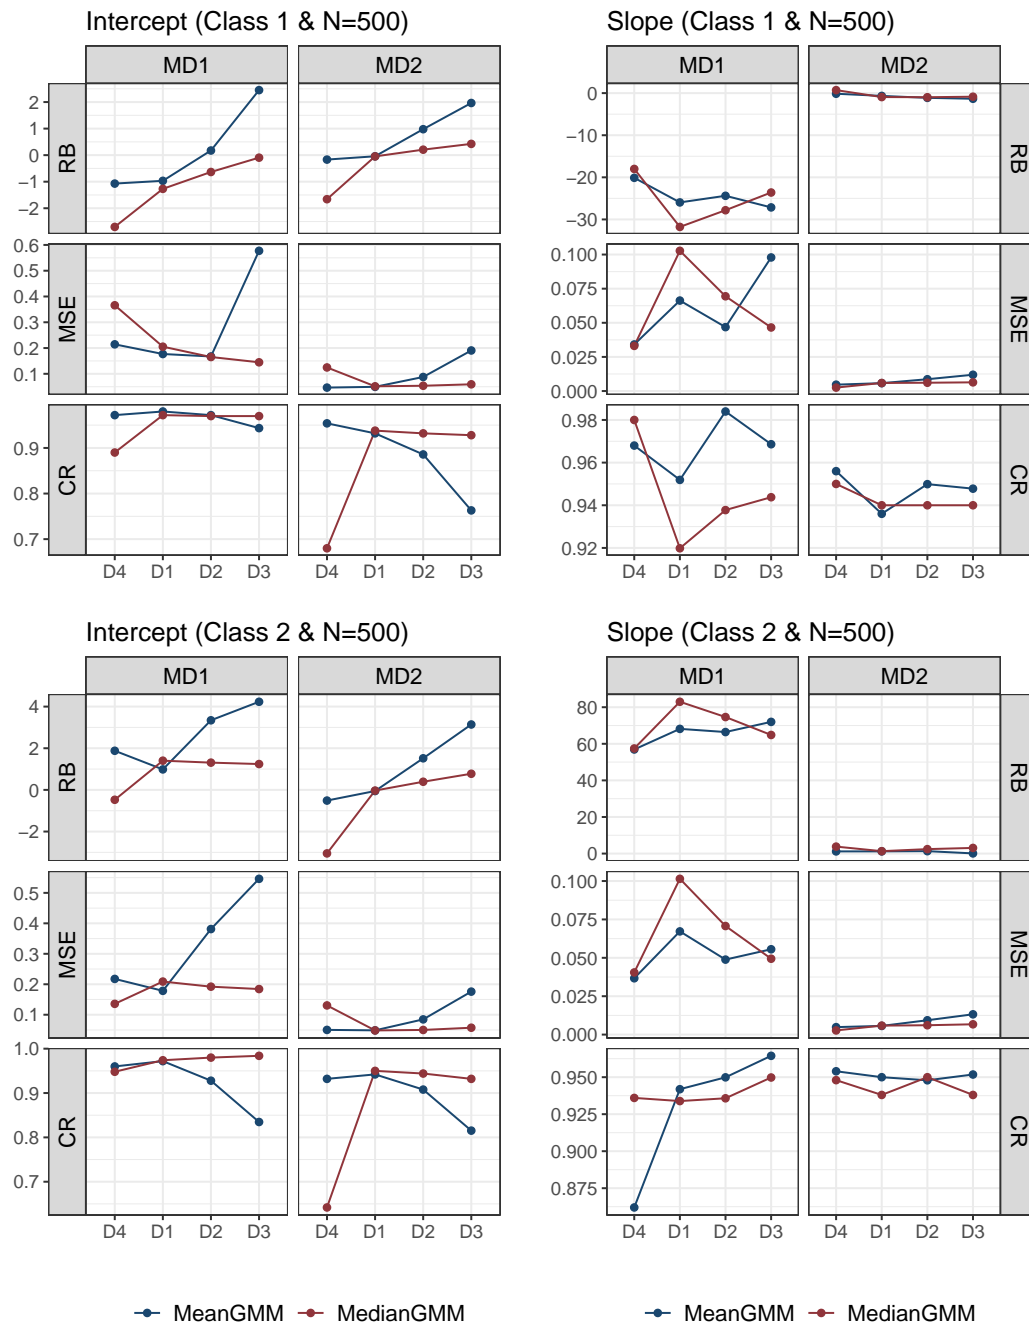 Intercept (Class 1 & N=500)
MD1 MD2
RB
2
1
0
−1
−2
MSE
0.6
0.5
0.4
0.3
0.2
0.1
CR
0.9
0.8
0.7
D4 D1 D2 D3 D4 D1 D2 D3
Slope (Class 1 & N=500)
MD1 MD2
0
−10
−20
−30
RB
0.100
0.075
0.050
0.025
0.000
MSE
0.98
0.96
0.94
0.92
CR
D4 D1 D2 D3 D4 D1 D2 D3
Intercept (Class 2 & N=500)
MD1 MD2
RB
4
2
0
−2
MSE
0.5
0.4
0.3
0.2
0.1
CR
1.0
0.9
0.8
0.7
D4 D1 D2 D3 D4 D1 D2 D3
MeanGMM MedianGMM
Slope (Class 2 & N=500)
MD1 MD2
80
60
40
20
0
RB
0.100
0.075
0.050
0.025
0.000
MSE
0.950
0.925
0.900
0.875
CR
D4 D1 D2 D3 D4 D1 D2 D3
MeanGMM MedianGMM